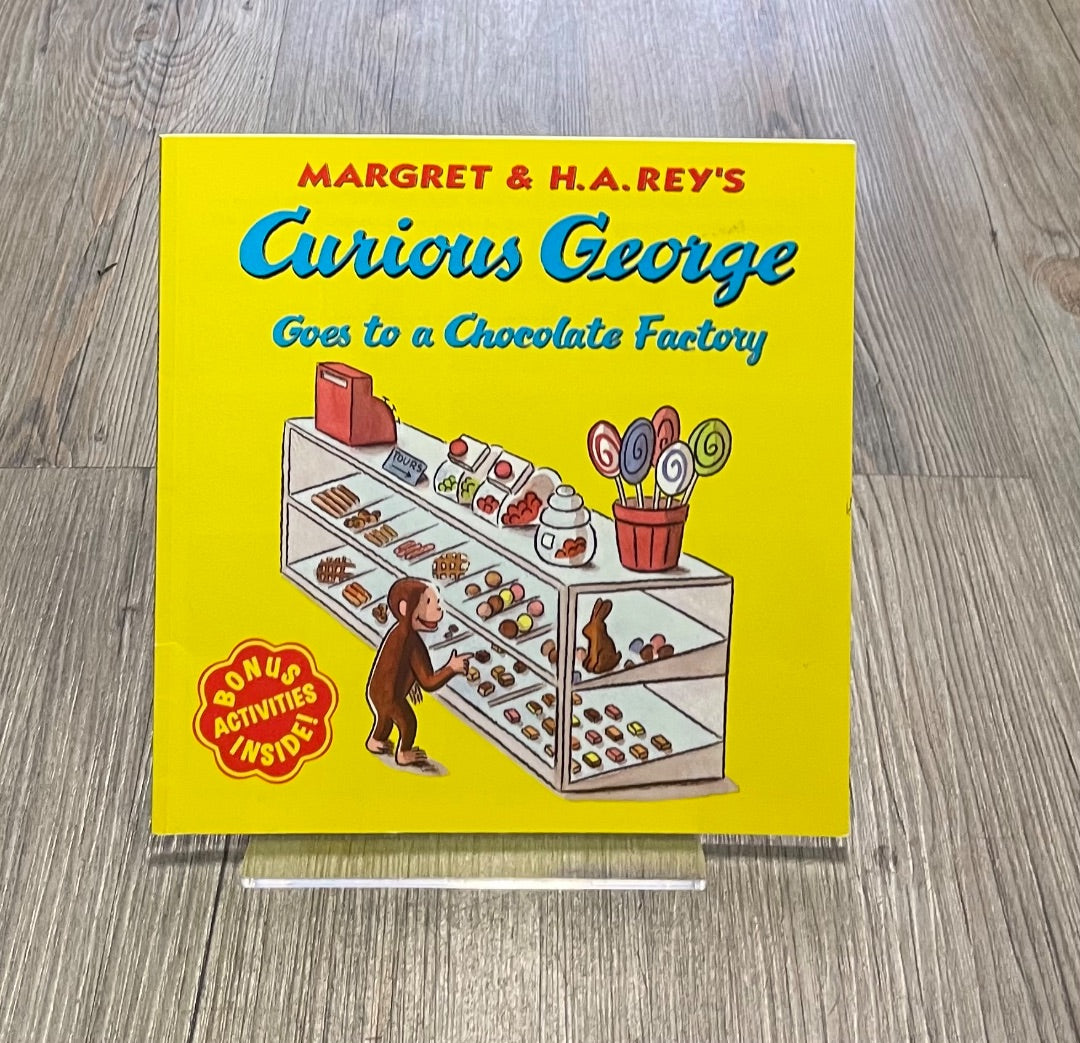 MARGRET & H.A. REY'S
Curious George
Goes to a Chocolate Factory
TOURS
BONUS
ACTIVITIES
INSIDE!